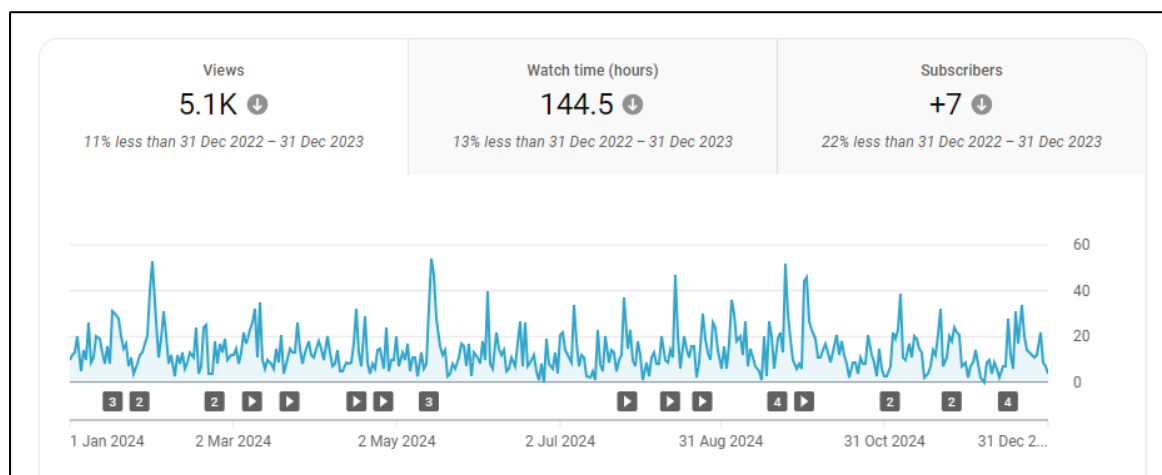 Views
5.1K
11% less than 31 Dec 2022 – 31 Dec 2023
Watch time (hours)
144.5
13% less than 31 Dec 2022 – 31 Dec 2023
Subscribers
+7
22% less than 31 Dec 2022 – 31 Dec 2023
60
40
20
0
3 2 2 3 4 2 2 4
1 Jan 2024 2 Mar 2024 2 May 2024 2 Jul 2024 31 Aug 2024 31 Oct 2024 31 Dec 2...